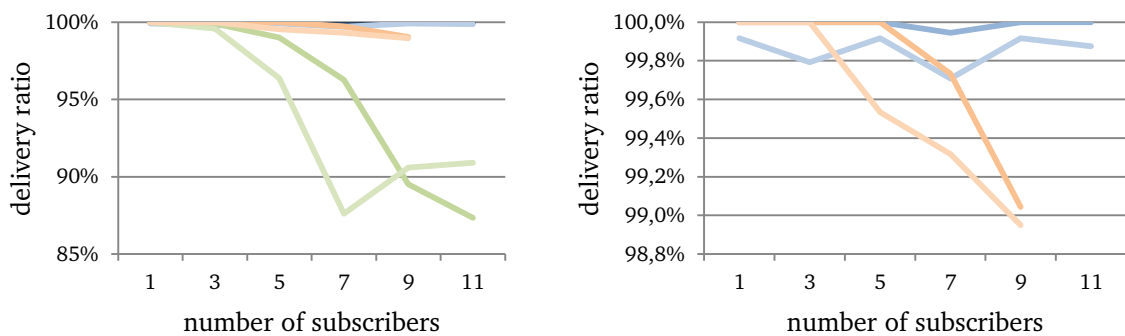 delivery ratio
100%
95%
90%
85%
1 3 5 7 9 11
number of subscribers
delivery ratio
100,0%
99,8%
99,6%
99,4%
99,2%
99,0%
98,8%
1 3 5 7 9 11
number of subscribers